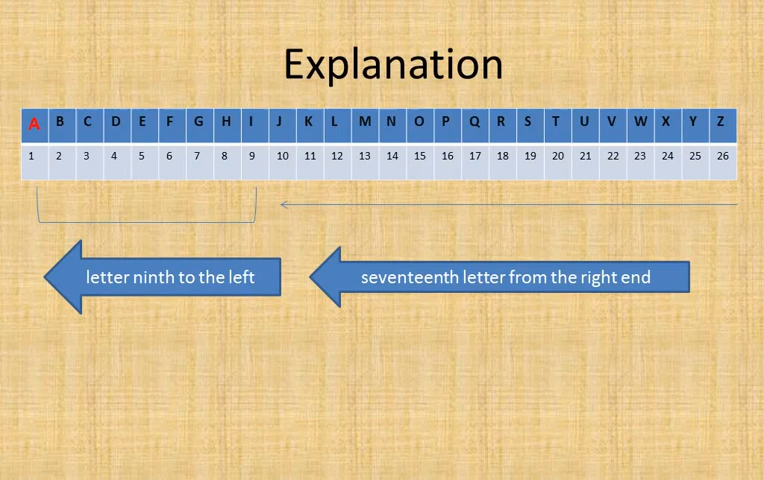 Explanation
A B C D E F G H I J K L M N O P Q R S T U V W X Y Z
1 2 3 4 5 6 7 8 9 10 11 12 13 14 15 16 17 18 19 20 21 22 23 24 25 26
letter ninth to the left
seventeenth letter from the right end